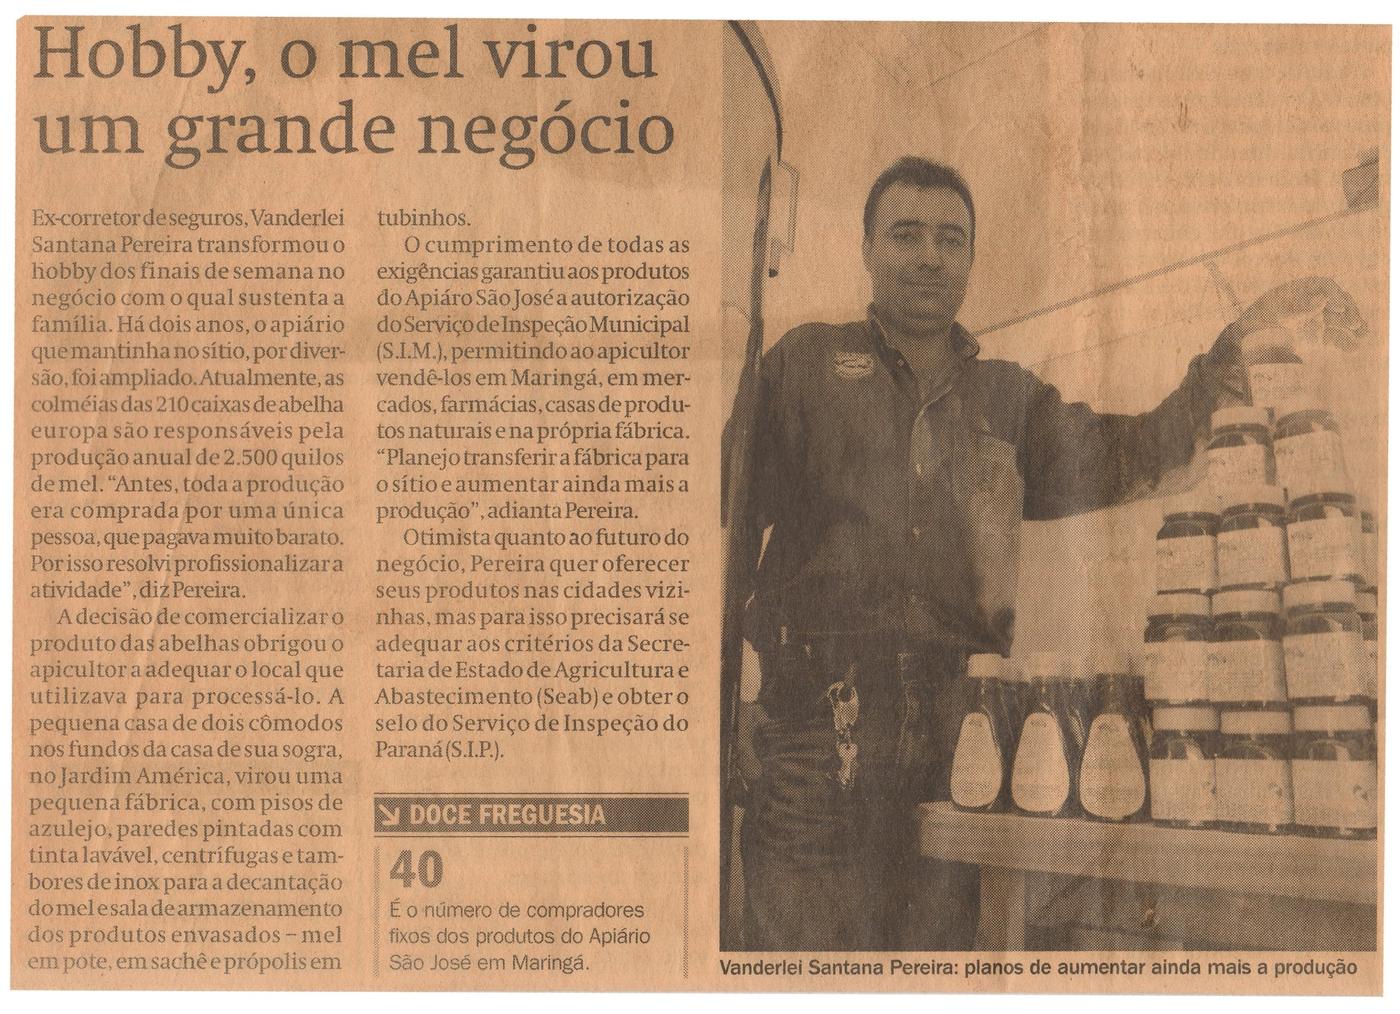 Hobby, o mel virou
um grande negócio
Ex-corretor de seguros, Vanderlei
Santana Pereira transformou o
hobby dos finais de semana no
negócio com o qual sustenta a
família. Há dois anos, o apiário
que mantinha no sítio, por diver-
são, foi ampliado. Atualmente, as
colméias das 210 caixas de abelha
europa são responsáveis pela
produção anual de 2.500 quilos
de mel. “Antes, toda a produção
era comprada por uma única
pessoa, que pagava muito barato.
Por isso resolvi profissionalizar a
atividade”, diz Pereira.
A decisão de comercializar o
produto das abelhas obrigou o
apicultor a adequar o local que
utilizava para processá-lo. A
pequena casa de dois cômodos
nos fundos da casa de sua sogra,
no Jardim América, virou uma
pequena fábrica, com pisos de
azulejo, paredes pintadas com
tinta lavável, centrífugas e tam-
bores de inox para a decantação
do mel e sala de armazenamento
dos produtos envasados – mel
em pote, em sachê e própolis em
tubinhos.
O cumprimento de todas as
exigências garantiu aos produtos
do Apiáro São José a autorização
do Serviço de Inspeção Municipal
(S.I.M.), permitindo ao apicultor
vendê-los em Maringá, em mer-
cados, farmácias, casas de produ-
tos naturais e na própria fábrica.
“Planejo transferir a fábrica para
o sítio e aumentar ainda mais a
produção”, adianta Pereira.
Otimista quanto ao futuro do
negócio, Pereira quer oferecer
seus produtos nas cidades vizi-
nhas, mas para isso precisará se
adequar aos critérios da Secre-
taria de Estado de Agricultura e
Abastecimento (Seab) e obter o
selo do Serviço de Inspeção do
Paraná (S.I.P.).
DOCE FREGUESIA
40
É o número de compradores
fixos dos produtos do Apiário
São José em Maringá.
Vanderlei Santana Pereira: planos de aumentar ainda mais a produção